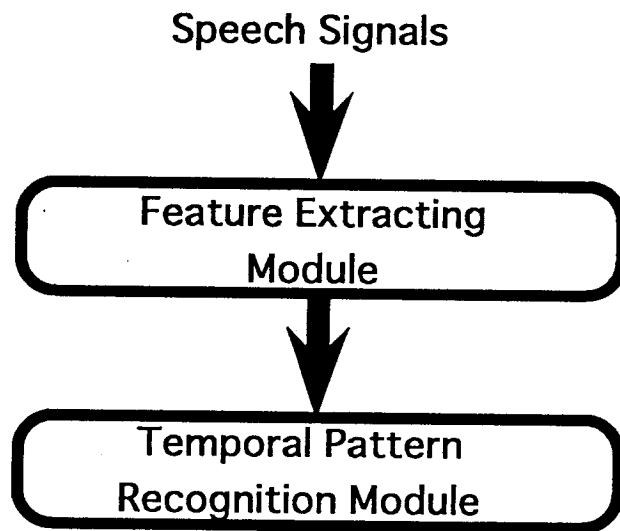 Speech Signals
Feature Extracting
Module
Temporal Pattern
Recognition Module